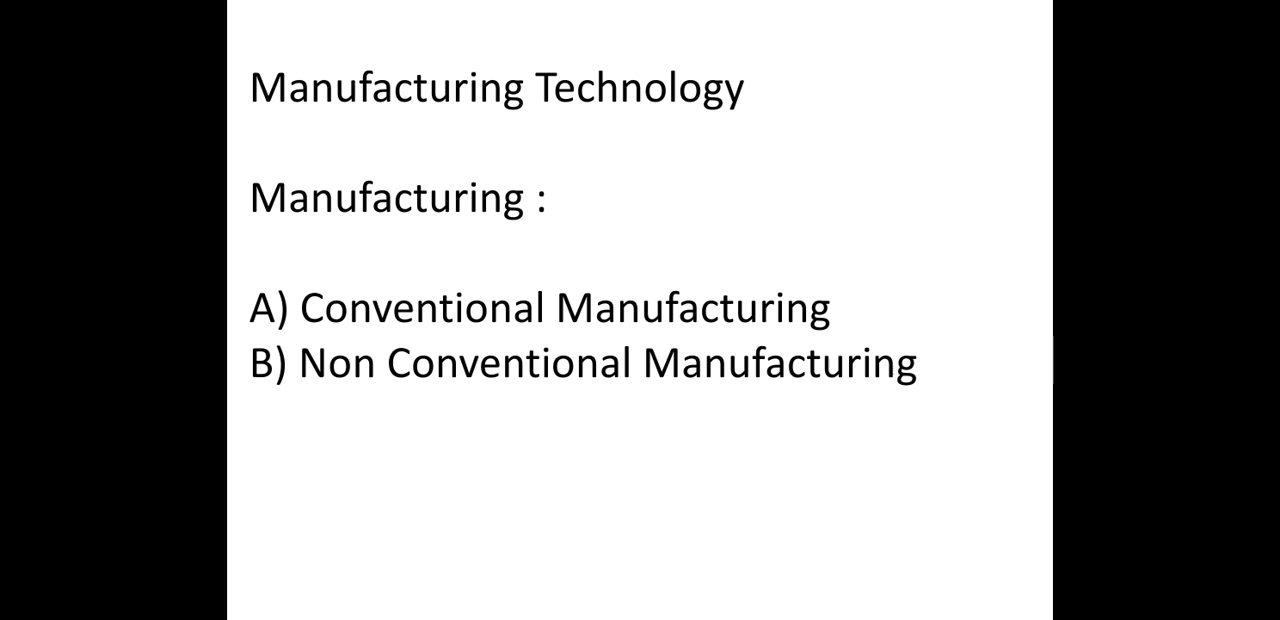 Manufacturing Technology
Manufacturing :
A) Conventional Manufacturing
B) Non Conventional Manufacturing